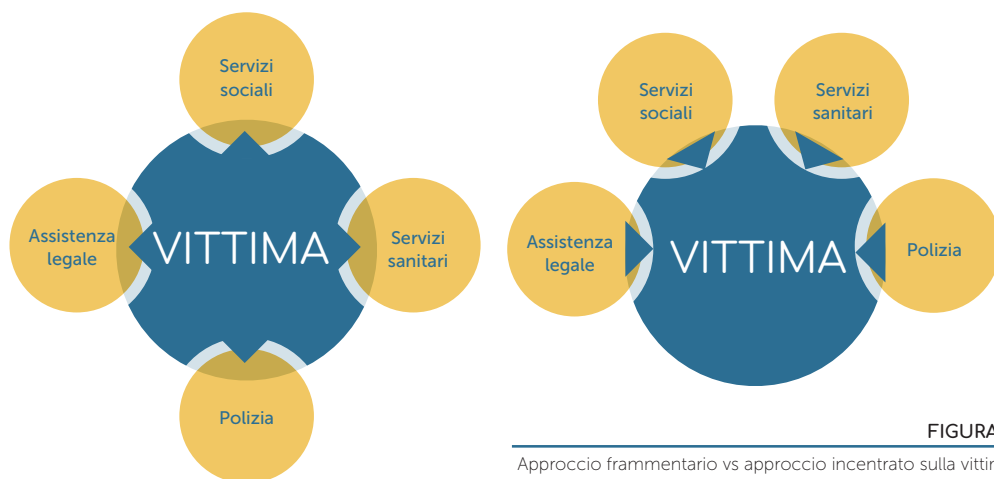 Servizi
sociali
Assistenza
legale
VITTIMA
Servizi
sanitari
Polizia
Servizi
sociali
Servizi
sanitari
Assistenza
legale
VITTIMA
Polizia
FIGURA
Approccio frammentario vs approccio incentrato sulla